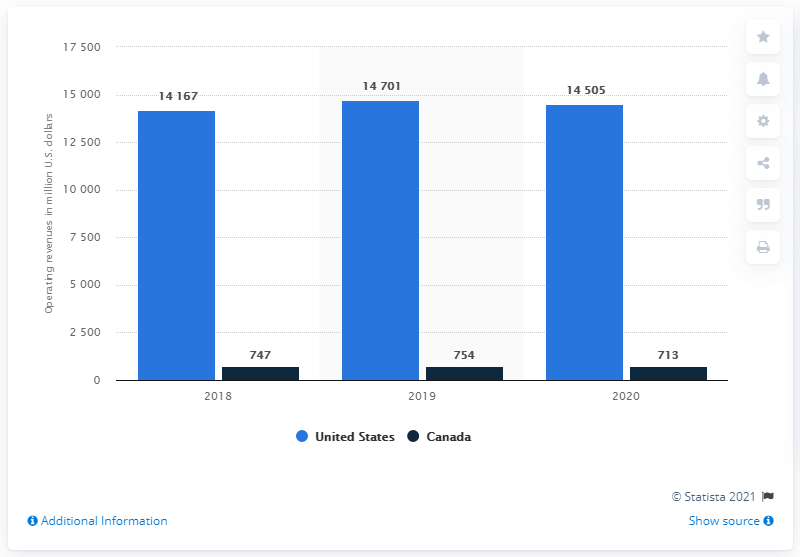 Operating revenues in million U.S. dollars
17 500
15 000
12 500
10 000
7 500
5 000
2 500
0
14 167
747
14 701
754
14 505
713
2018
2019
2020
United States
Canada
© Statista 2021
Additional Information
Show source